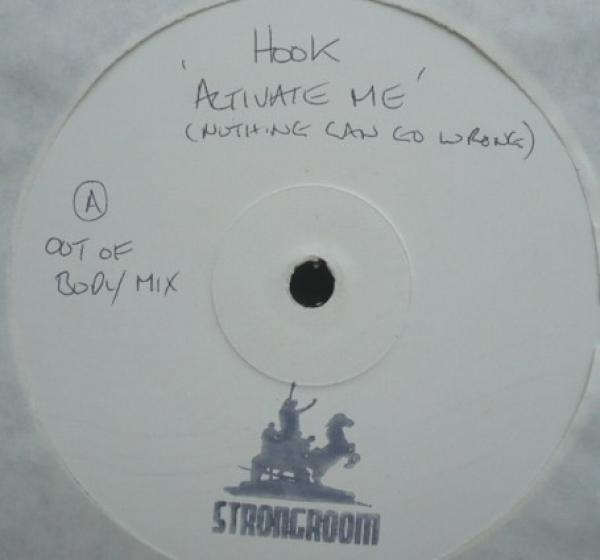 HOOK
'ACTIVATE ME'
(NOTHING CAN GO WRONG)
A
OUT OF
BODY MIX
STRONGROOM